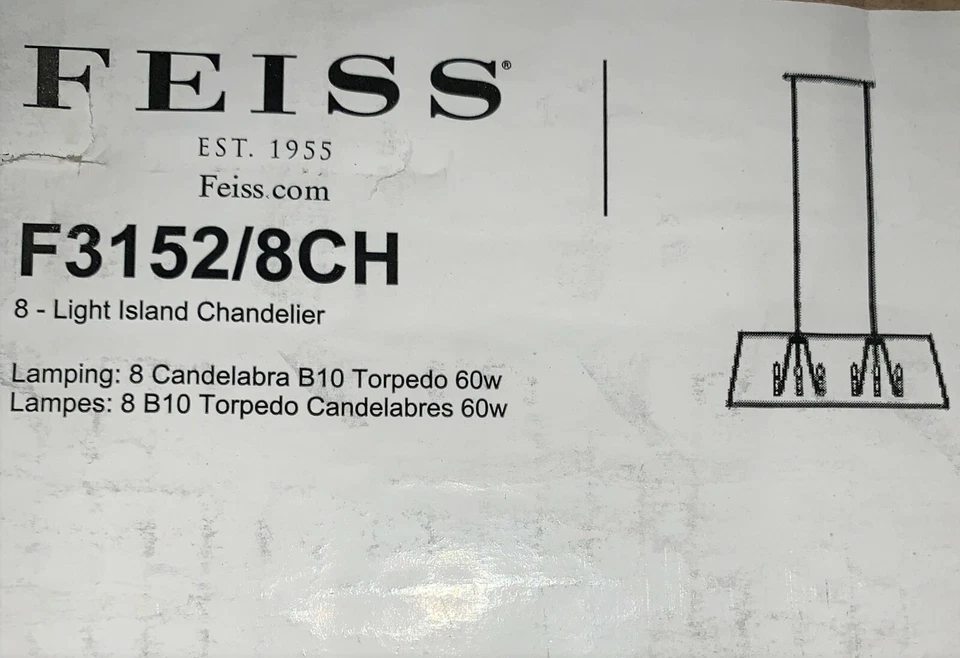 FEISS®
EST. 1955
Feiss.com
F3152/8CH
8 - Light Island Chandelier
Lamping: 8 Candelabra B10 Torpedo 60w
Lampes: 8 B10 Torpedo Candelabres 60w